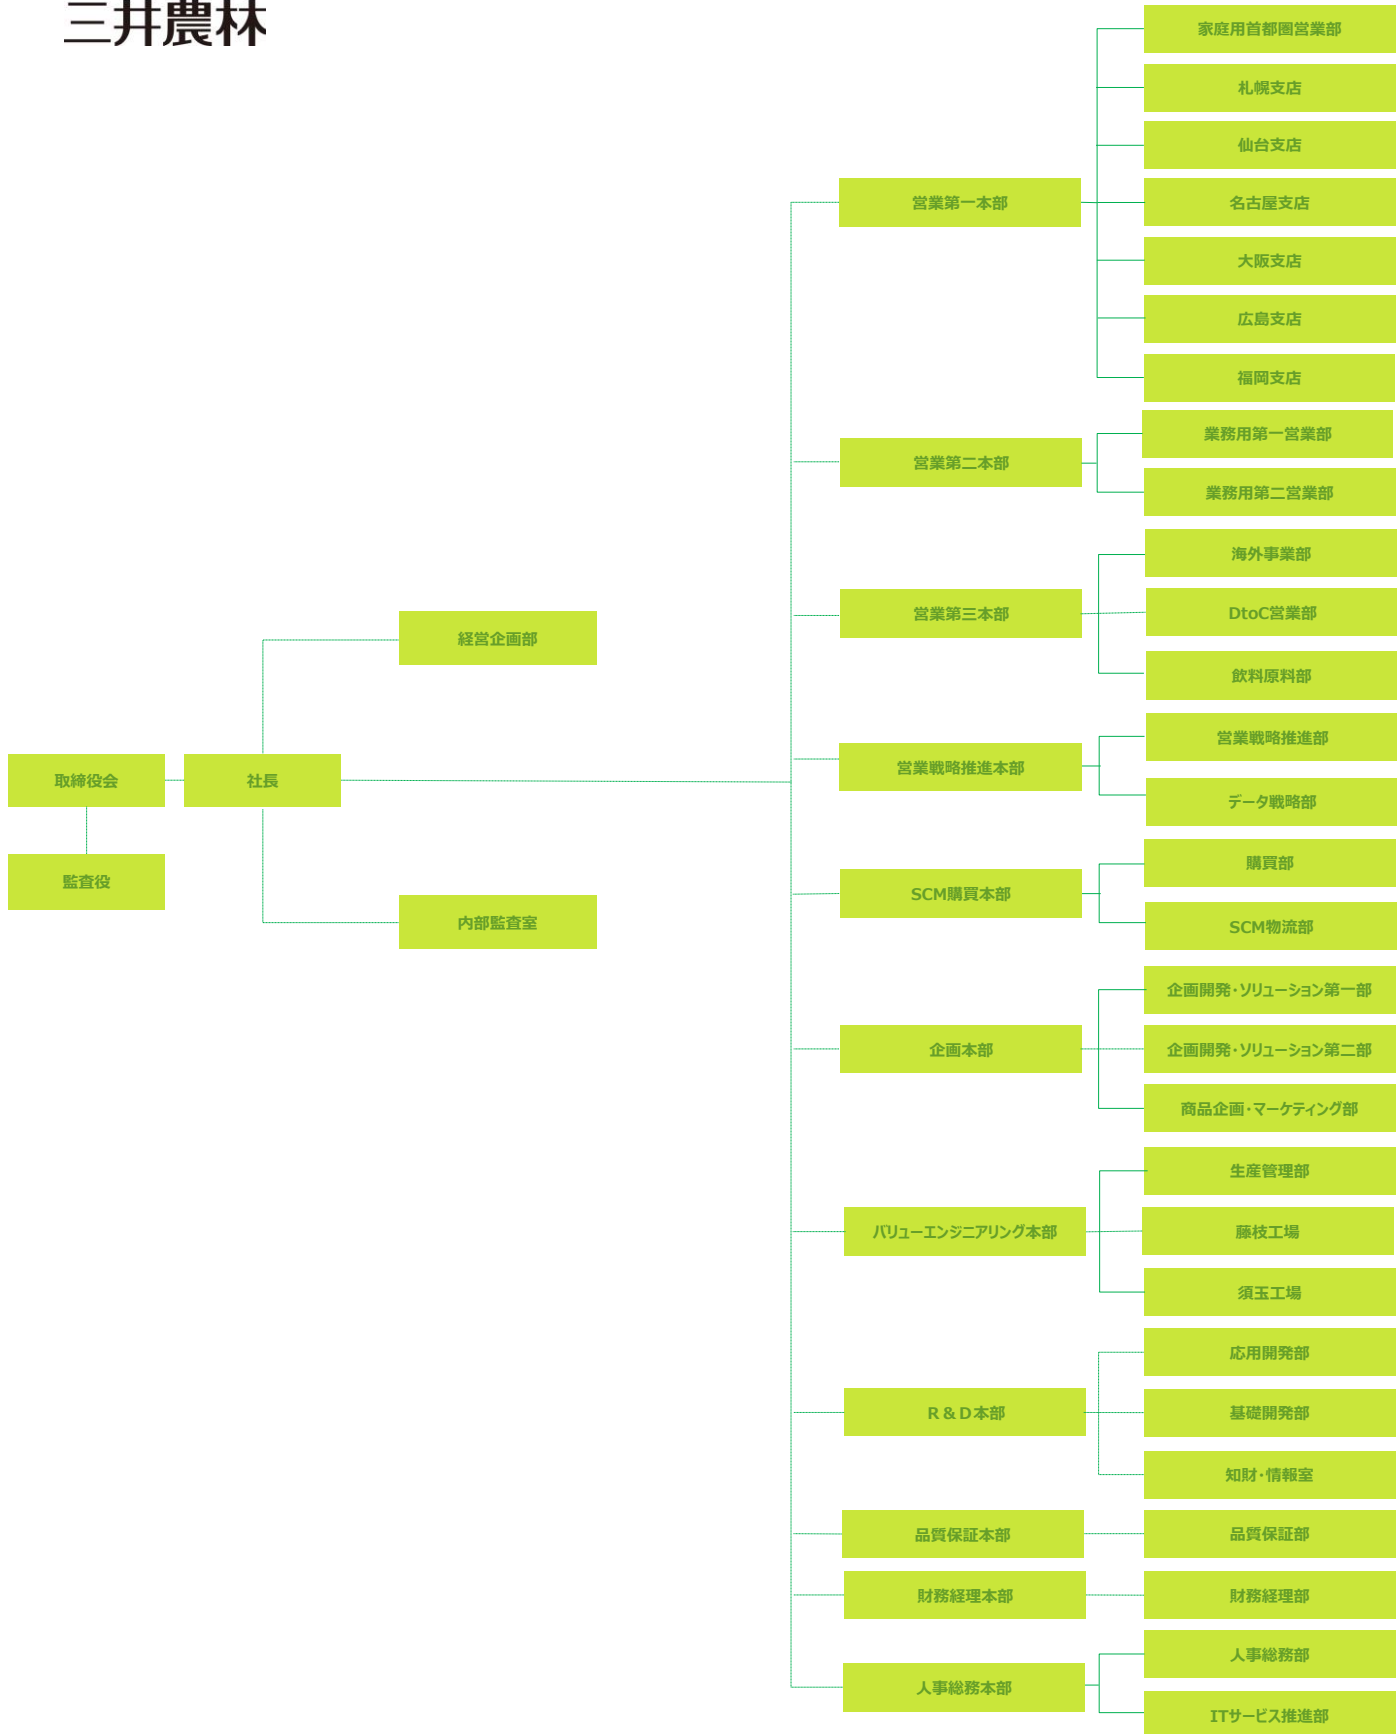 三井農林
取締役会
監査役
社長
経営企画部
内部監査室
営業第一本部
家庭用首都圏営業部
札幌支店
仙台支店
名古屋支店
大阪支店
広島支店
福岡支店
営業第二本部
業務用第一営業部
業務用第二営業部
営業第三本部
海外事業部
DtoC営業部
飲料原料部
営業戦略推進本部
営業戦略推進部
データ戦略部
SCM購買本部
購買部
SCM物流部
企画本部
企画開発・ソリューション第一部
企画開発・ソリューション第二部
商品企画・マーケティング部
バリューエンジニアリング本部
生産管理部
藤枝工場
須玉工場
R&D本部
応用開発部
基礎開発部
知財・情報室
品質保証本部
品質保証部
財務経理本部
財務経理部
人事総務本部
人事総務部
ITサービス推進部